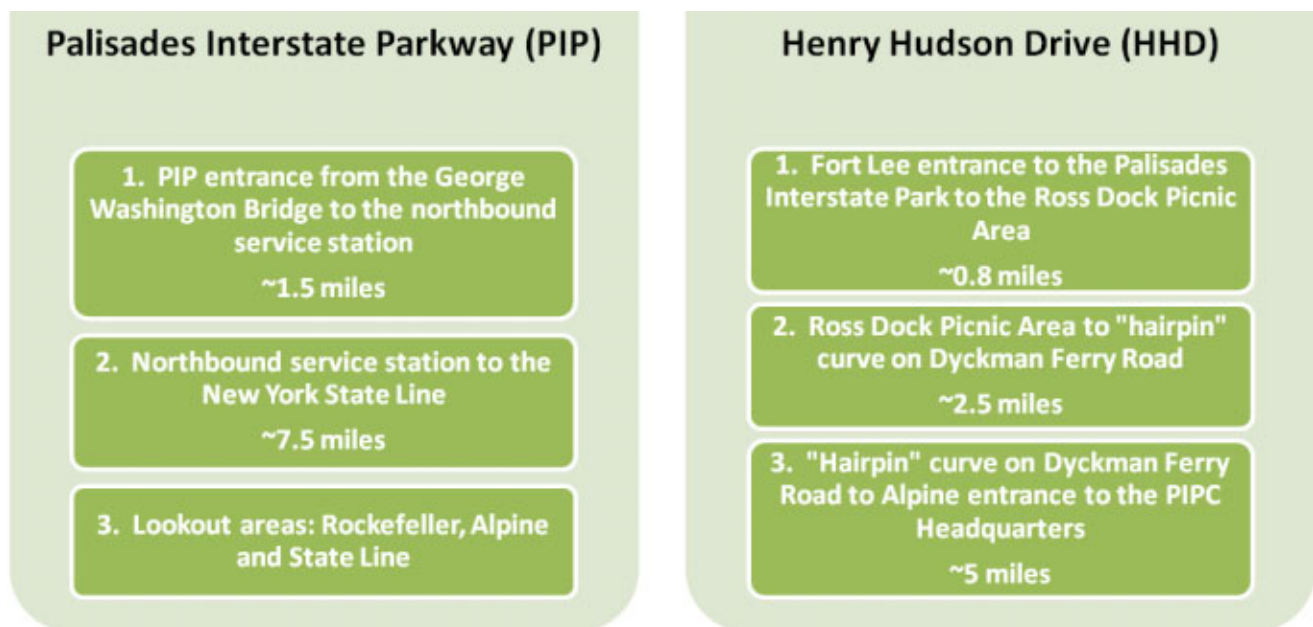 Palisades Interstate Parkway (PIP)
1. PIP entrance from the George
Washington Bridge to the northbound
service station
~1.5 miles
2. Northbound service station to the
New York State Line
~7.5 miles
3. Lookout areas: Rockefeller, Alpine
and State Line
Henry Hudson Drive (HHD)
1. Fort Lee entrance to the Palisades
Interstate Park to the Ross Dock Picnic
Area
~0.8 miles
2. Ross Dock Picnic Area to "hairpin"
curve on Dyckman Ferry Road
~2.5 miles
3. "Hairpin" curve on Dyckman Ferry
Road to Alpine entrance to the PIPC
Headquarters
~5 miles